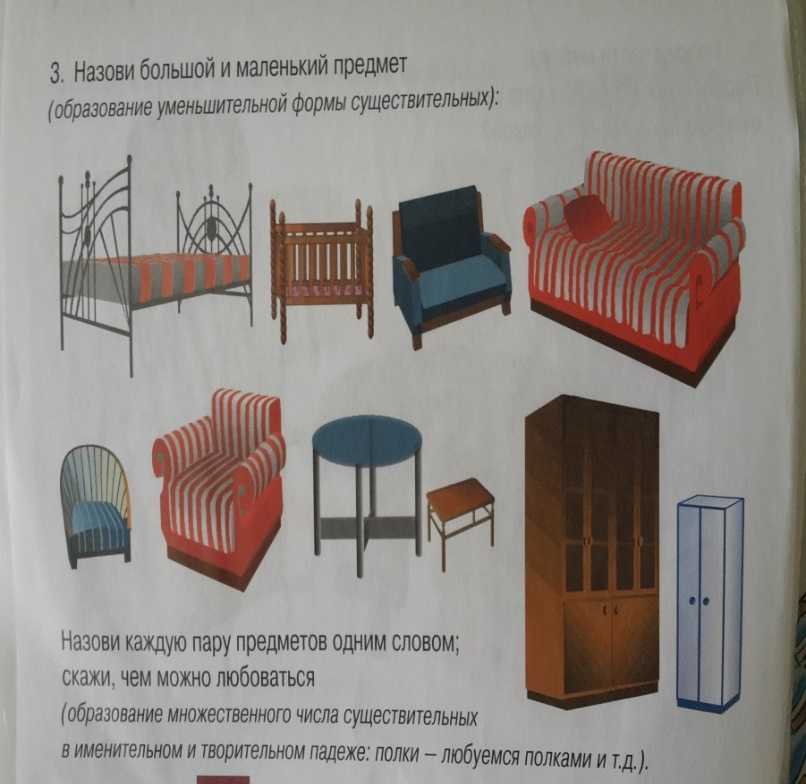 3. Назови большой и маленький предмет
(образование уменьшительной формы существительных):
Назови каждую пару предметов одним словом;
скажи, чем можно любоваться
(образование множественного числа существительных
в именительном и творительном падеже: полки – любуемся полками и т.д.).